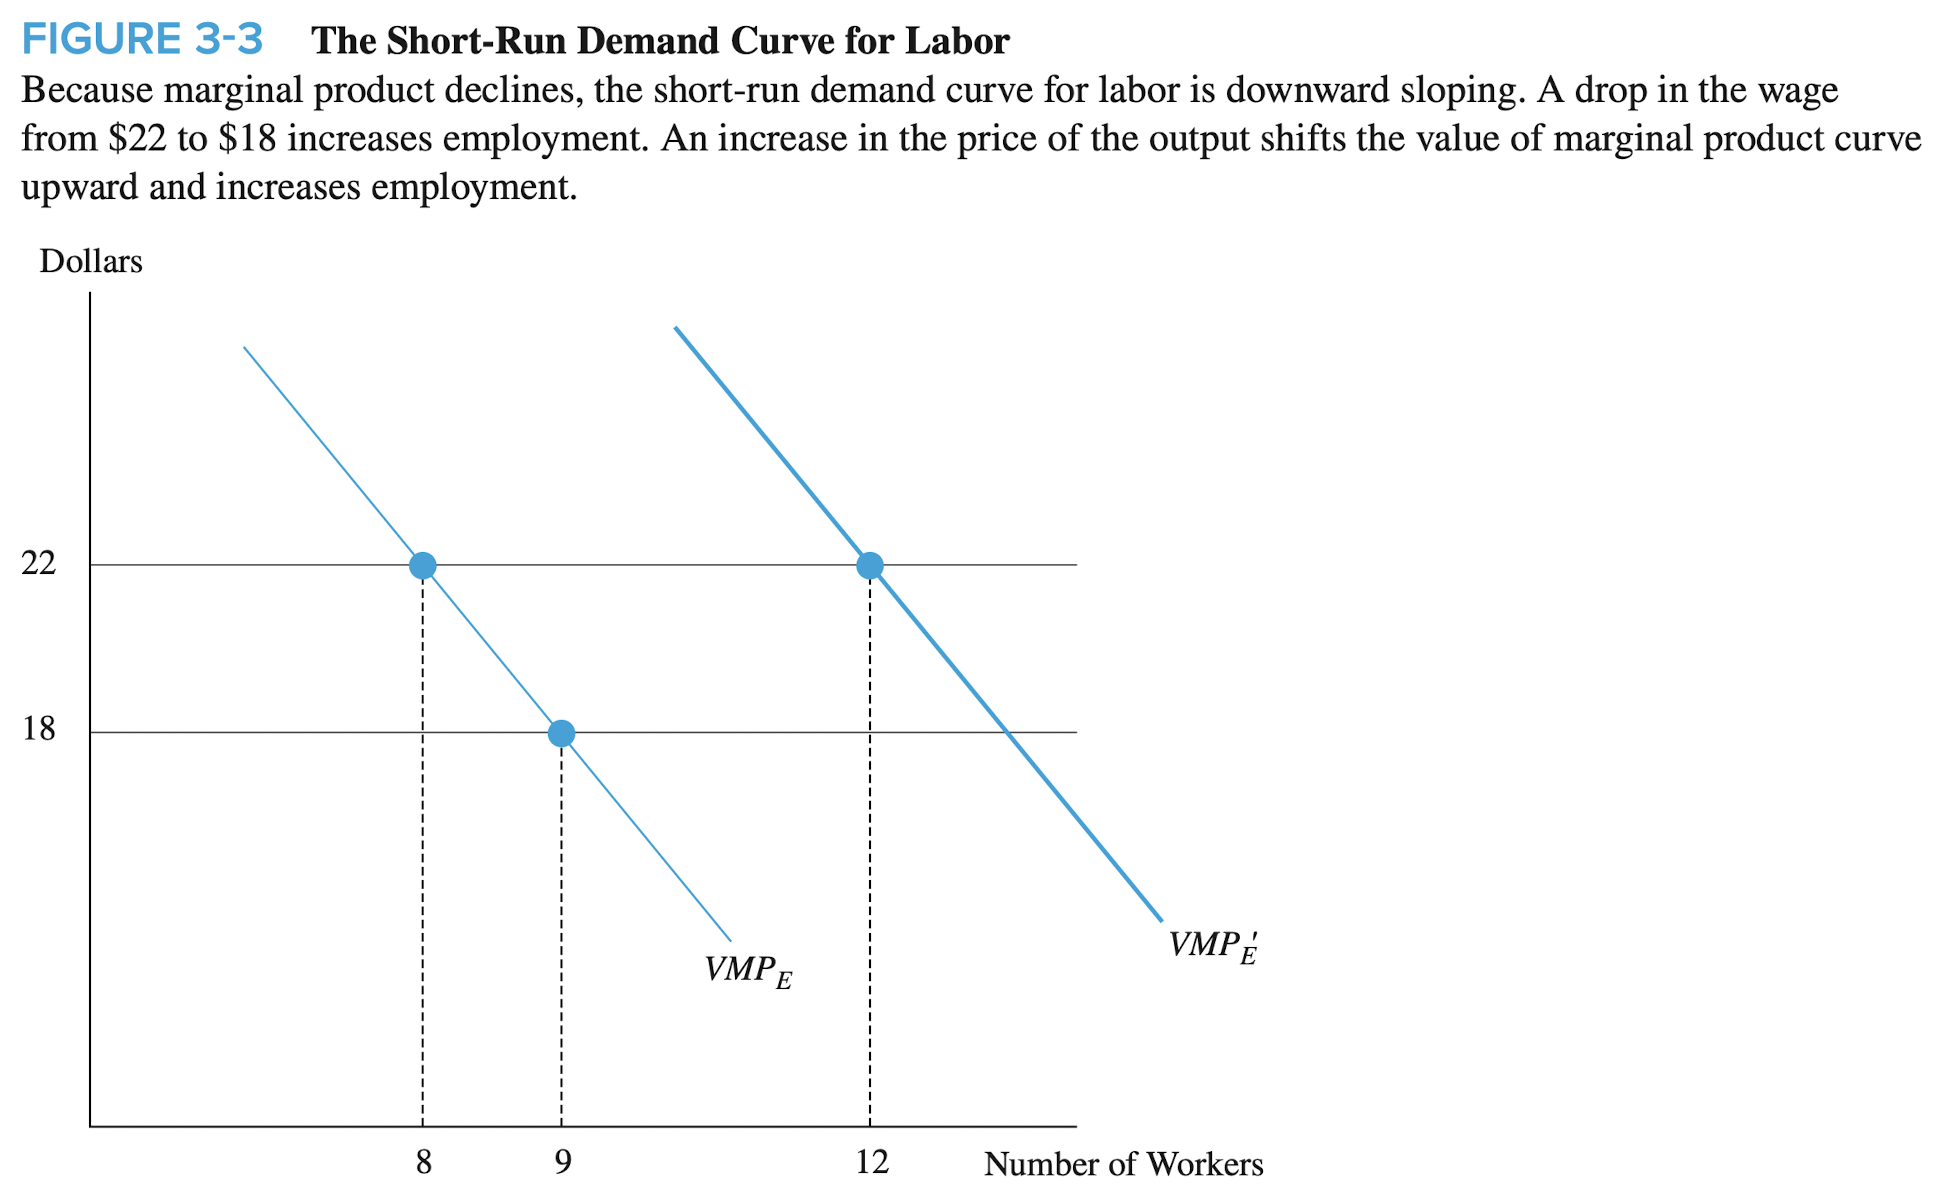 FIGURE 3-3 The Short-Run Demand Curve for Labor
Because marginal product declines, the short-run demand curve for labor is downward sloping. A drop in the wage
from $22 to $18 increases employment. An increase in the price of the output shifts the value of marginal product curve
upward and increases employment.
Dollars
22
18
VMP_E
VMP_E′
8 9 12 Number of Workers